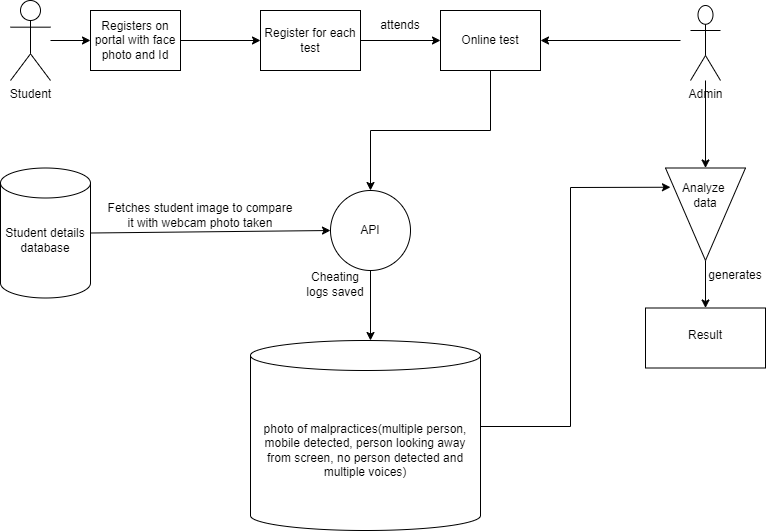 Student
Registers on
portal with face
photo and Id
Register for each
test
attends
Online test
Admin
Student details
database
Fetches student image to compare
it with webcam photo taken
API
Cheating
logs saved
photo of malpractices(multiple person,
mobile detected, person looking away
from screen, no person detected and
multiple voices)
Analyze
data
generates
Result